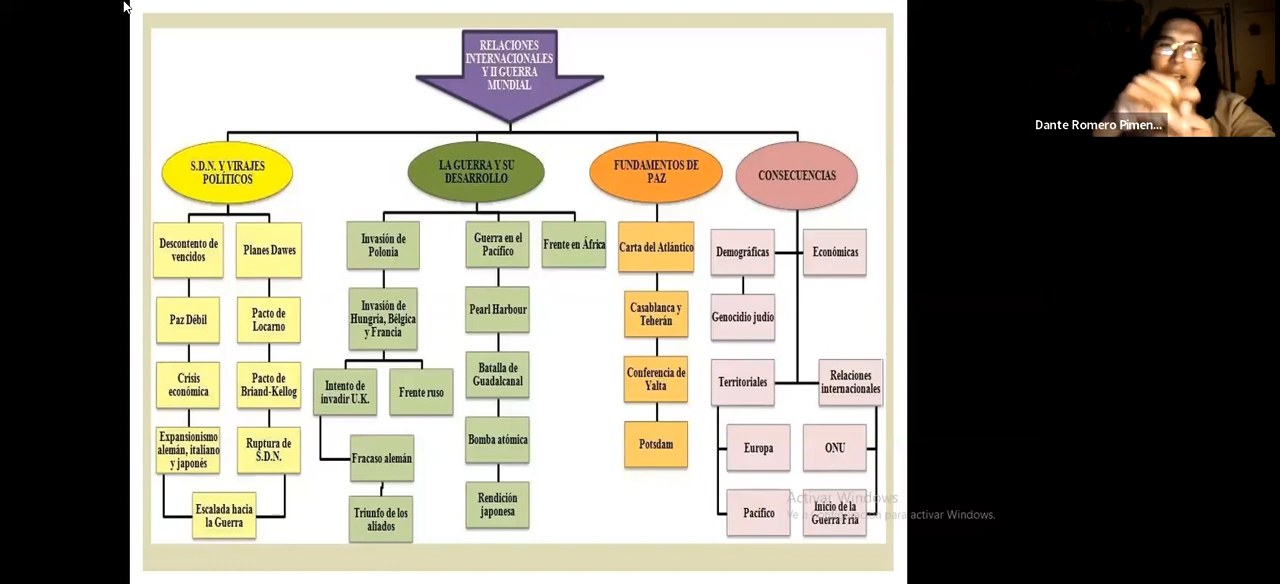 RELACIONES
INTERNACIONALES
Y II GUERRA
MUNDIAL
Dante Romero Pimen...
S.D.N. Y VIRAJES
POLÍTICOS
LA GUERRA Y SU
DESARROLLO
FUNDAMENTOS DE
PAZ
CONSECUENCIAS
Descontento de
vencidos
Paz Débil
Crisis
económica
Expansionismo
alemán, italiano
y japonés
Planes Dawes
Pacto de
Locarno
Pacto de
Briand-Kellog
Ruptura de
S.D.N.
Escalada hacia
la Guerra
Invasión de
Polonia
Invasión de
Hungría, Bélgica
y Francia
Intento de
invadir U.K.
Frente ruso
Fracaso alemán
Triunfo de los
aliados
Guerra en el
Pacífico
Pearl Harbour
Batalla de
Guadalcanal
Bomba atómica
Rendición
japonesa
Frente en África
Carta del Atlántico
Casablanca y
Teherán
Conferencia de
Yalta
Potsdam
Demográficas
Genocidio judío
Económicas
Territoriales
Europa
Pacífico
Relaciones
internacionales
ONU
Inicio de la
Guerra Fría
Activar Windows
para activar Windows.